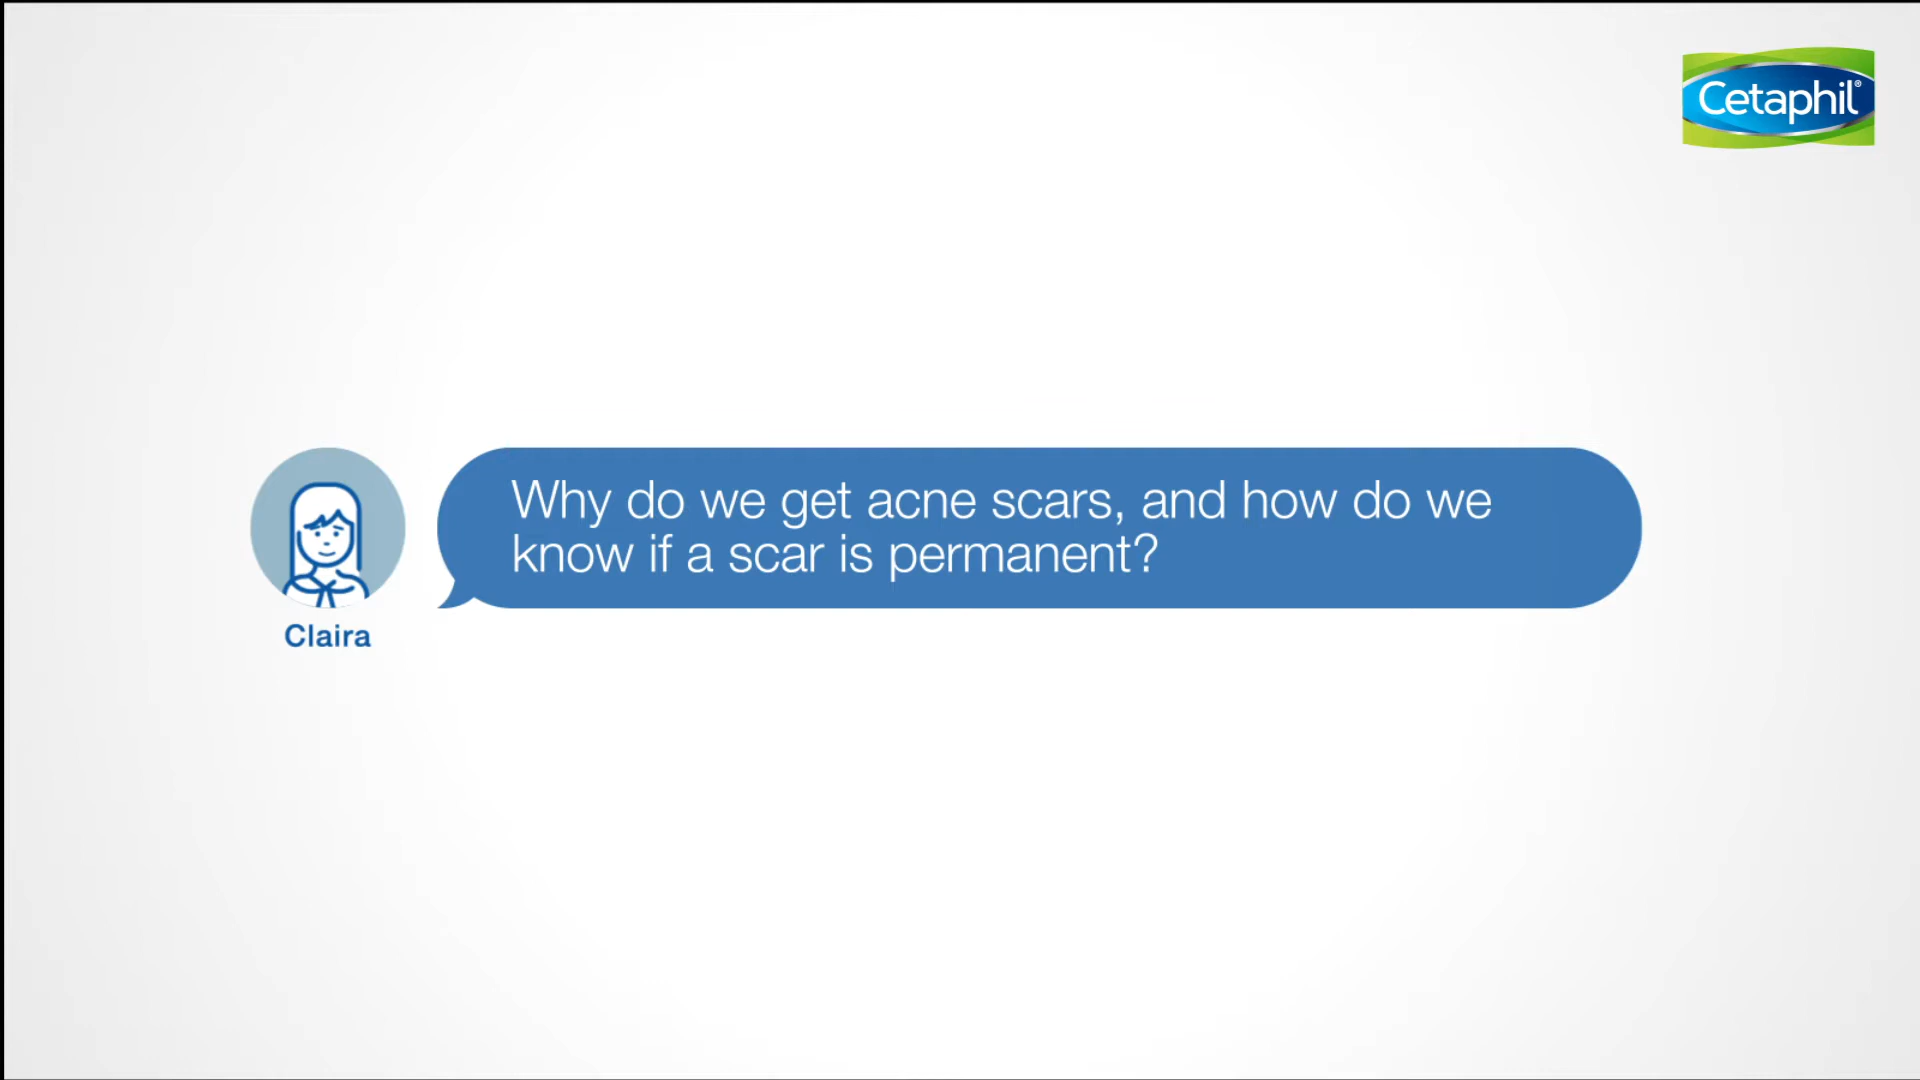 Cetaphil®
Why do we get acne scars, and how do we
know if a scar is permanent?
Claira